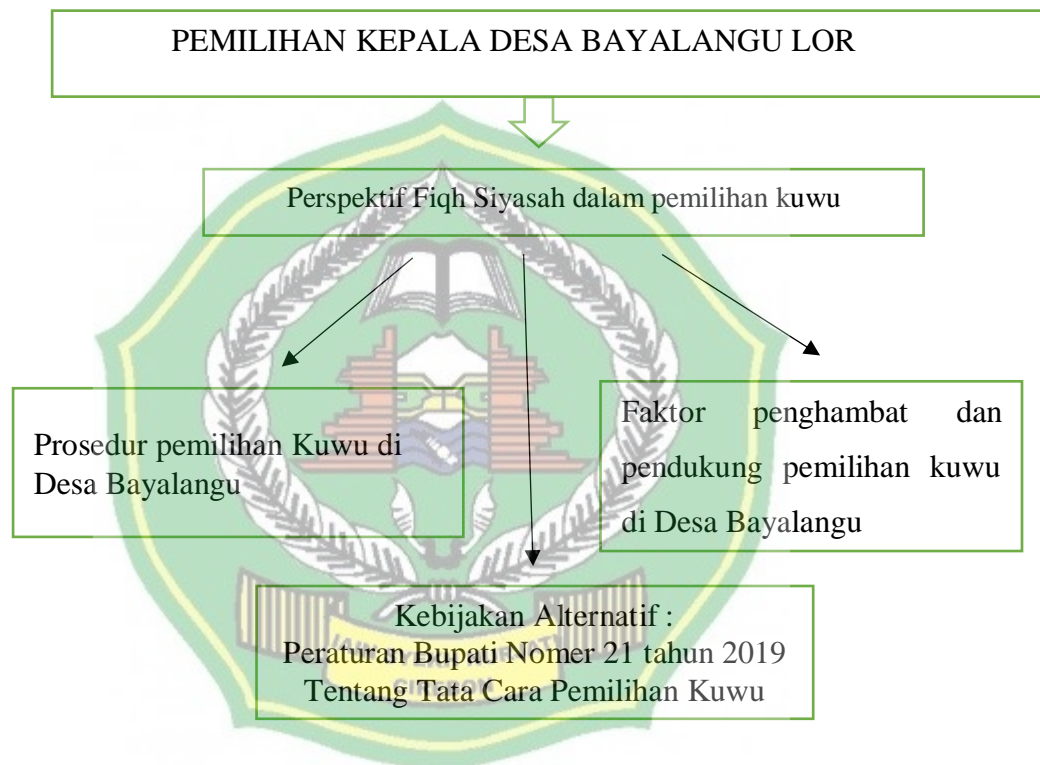 PEMILIHAN KEPALA DESA BAYALANGU LOR
Perspektif Fiqh Siyasah dalam pemilihan kuwu
Prosedur pemilihan Kuwu di
Desa Bayalangu
Faktor penghambat dan
pendukung pemilihan kuwu
di Desa Bayalangu
Kebijakan Alternatif :
Peraturan Bupati Nomer 21 tahun 2019
Tentang Tata Cara Pemilihan Kuwu
CIREBON